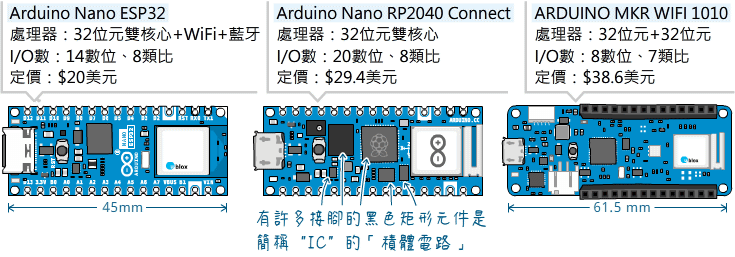 Arduino Nano ESP32
處理器：32位元雙核心+WiFi+藍牙
I/O數：14數位、8類比
定價：$20美元
Arduino Nano RP2040 Connect
處理器：32位元雙核心
I/O數：20數位、8類比
定價：$29.4美元
ARDUINO MKR WIFI 1010
處理器：32位元+32位元
I/O數：8數位、7類比
定價：$38.6美元
ARDUINO.CC
ublox
ublox
45mm
61.5 mm
有許多接腳的黑色矩形元件是
簡稱 "IC" 的「積體電路」